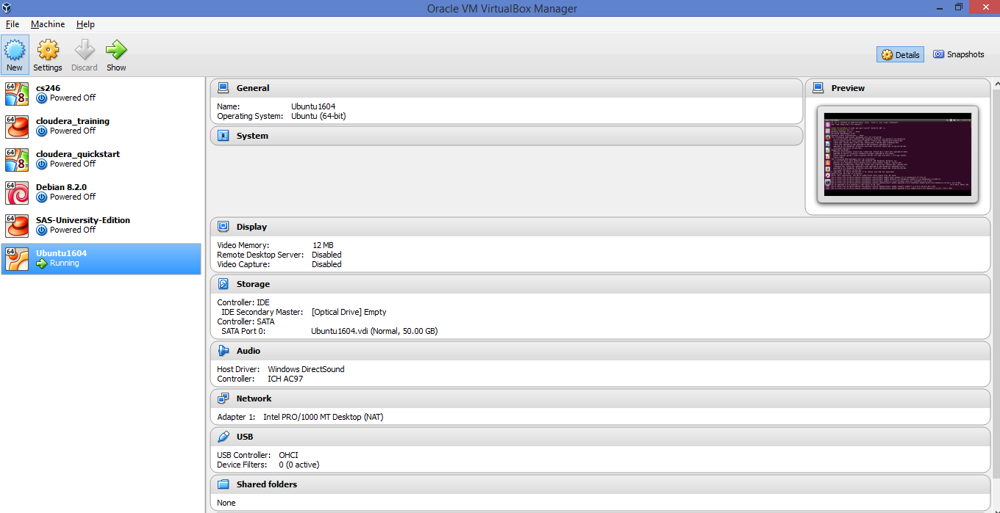 Oracle VM VirtualBox Manager
File Machine Help
New Settings Discard Show
Details Snapshots
64 cs246
Powered Off
64 cloudera_training
Powered Off
64 cloudera_quickstart
Powered Off
64 Debian 8.2.0
Powered Off
64 SAS-University-Edition
Powered Off
64 Ubuntu1604
Running
General
Name: Ubuntu1604
Operating System: Ubuntu (64-bit)
System
Preview
Display
Video Memory: 12 MB
Remote Desktop Server: Disabled
Video Capture: Disabled
Storage
Controller: IDE
IDE Secondary Master: [Optical Drive] Empty
Controller: SATA
SATA Port 0: Ubuntu1604.vdi (Normal, 50.00 GB)
Audio
Host Driver: Windows DirectSound
Controller: ICH AC97
Network
Adapter 1: Intel PRO/1000 MT Desktop (NAT)
USB
USB Controller: OHCI
Device Filters: 0 (0 active)
Shared folders
None